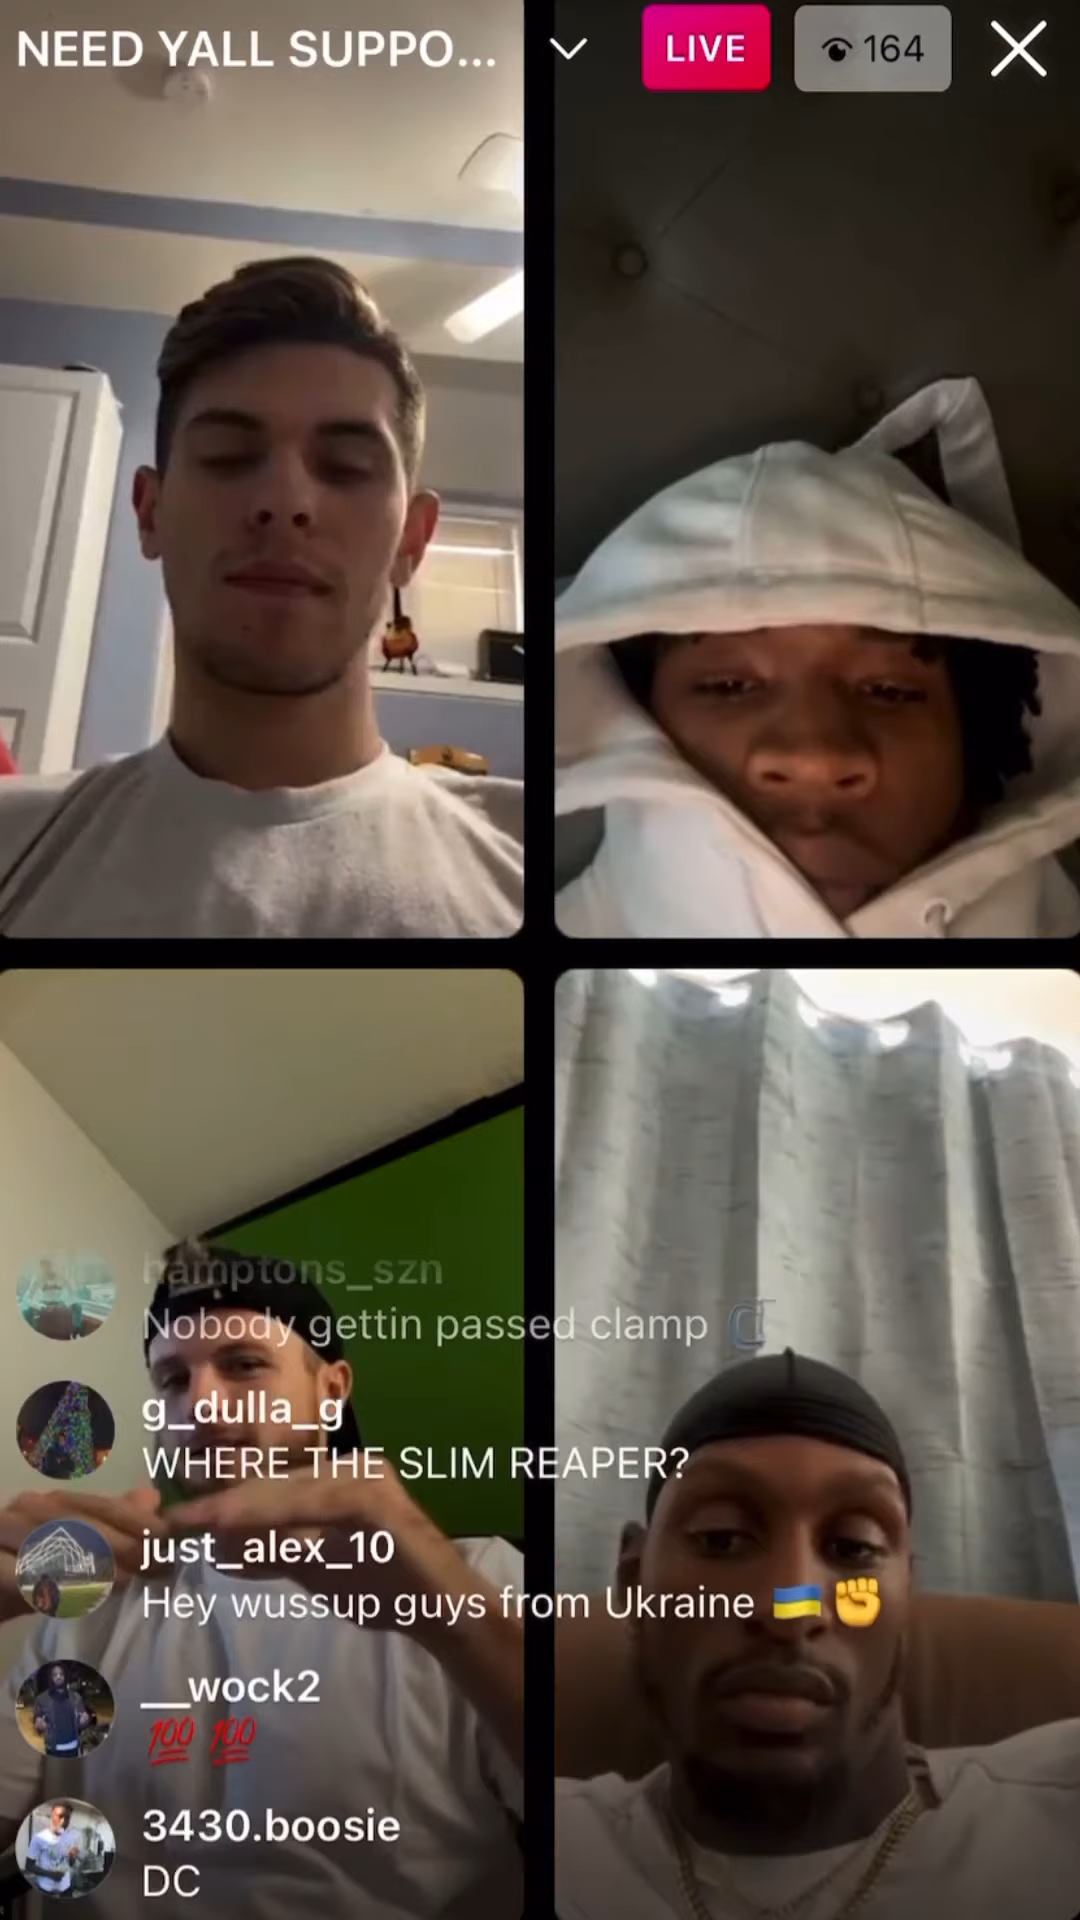 NEED YALL SUPPO...
LIVE
164
hamptons_szn
Nobody gettin passed clamp 🗜️
g_dulla_g
WHERE THE SLIM REAPER?
just_alex_10
Hey wussup guys from Ukraine 🇺🇦✊
__wock2
💯 💯
3430.boosie
DC